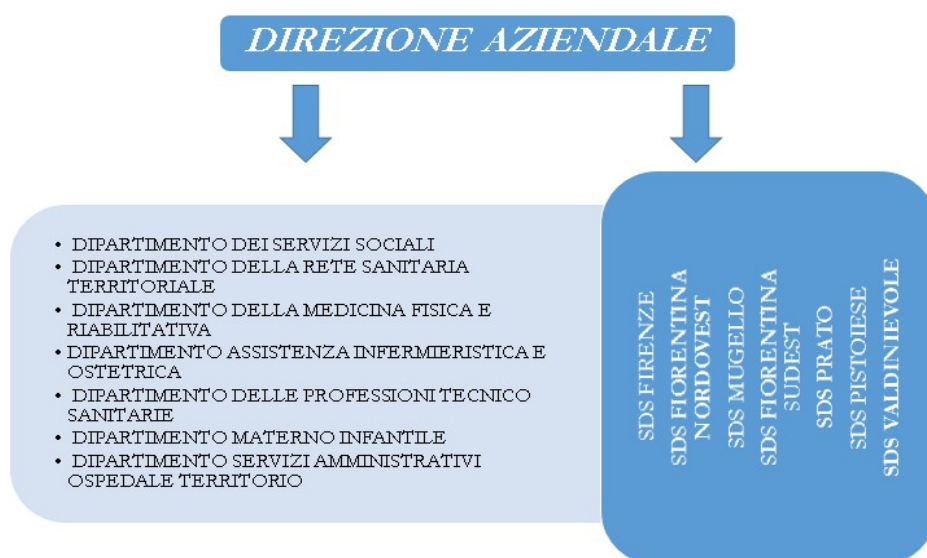 DIREZIONE AZIENDALE
• DIPARTIMENTO DEI SERVIZI SOCIALI
• DIPARTIMENTO DELLA RETE SANITARIA
TERRITORIALE
• DIPARTIMENTO DELLA MEDICINA FISICA E
RIABILITATIVA
• DIPARTIMENTO ASSISTENZA INFERMIERISTICA E
OSTETRICA
• DIPARTIMENTO DELLE PROFESSIONI TECNICO
SANITARIE
• DIPARTIMENTO MATERNO INFANTILE
• DIPARTIMENTO SERVIZI AMMINISTRATIVI
OSPEDALE TERRITORIO
SDS FIRENZE
SDS FIORENTINA
NORDOVEST
SDS MUGELLO
SDS FIORENTINA
SUDEST
SDS PRATO
SDS PISTOIESE
SDS VALDINIEVOLE